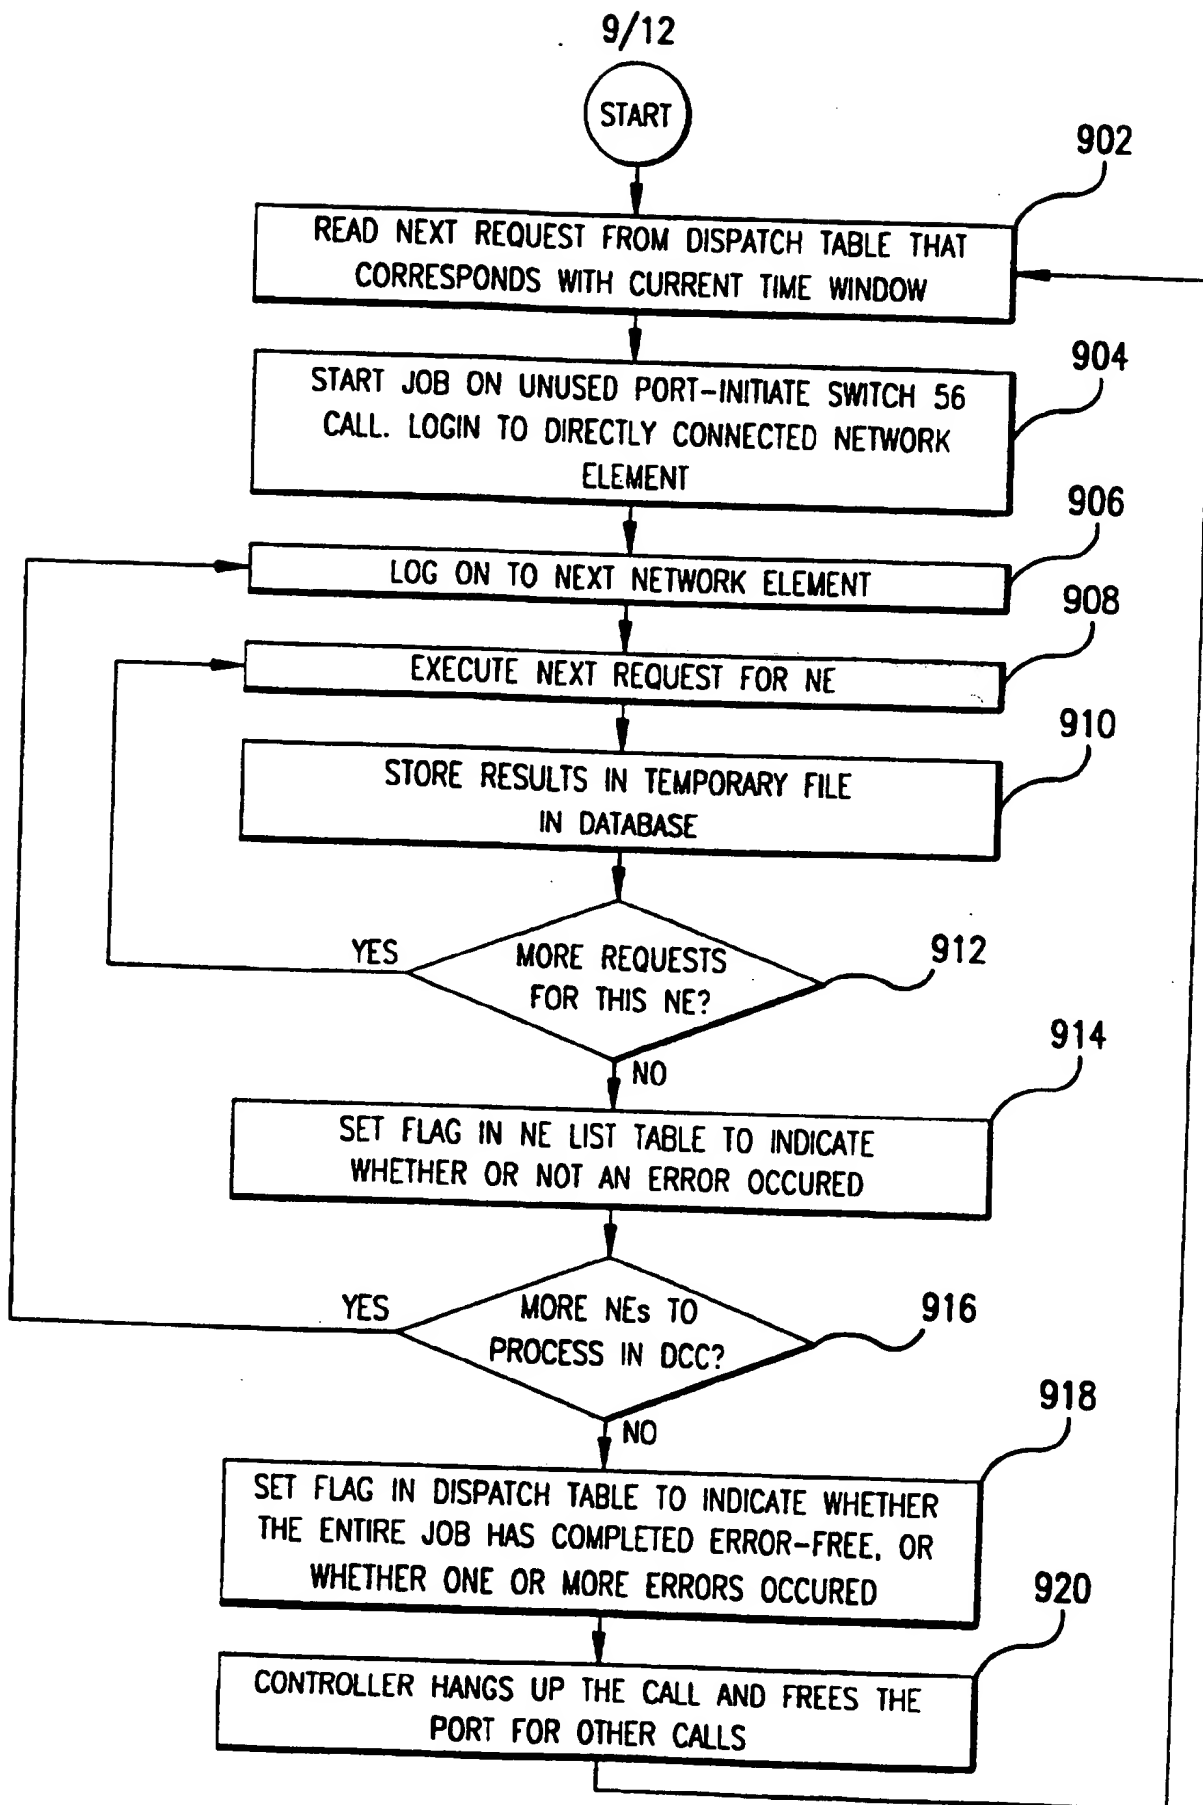 9/12
START
902
READ NEXT REQUEST FROM DISPATCH TABLE THAT
CORRESPONDS WITH CURRENT TIME WINDOW
904
START JOB ON UNUSED PORT-INITIATE SWITCH 56
CALL. LOGIN TO DIRECTLY CONNECTED NETWORK
ELEMENT
906
LOG ON TO NEXT NETWORK ELEMENT
908
EXECUTE NEXT REQUEST FOR NE
910
STORE RESULTS IN TEMPORARY FILE
IN DATABASE
YES
MORE REQUESTS
FOR THIS NE?
912
NO
914
SET FLAG IN NE LIST TABLE TO INDICATE
WHETHER OR NOT AN ERROR OCCURED
YES
MORE NEs TO
PROCESS IN DCC?
916
NO
918
SET FLAG IN DISPATCH TABLE TO INDICATE WHETHER
THE ENTIRE JOB HAS COMPLETED ERROR-FREE, OR
WHETHER ONE OR MORE ERRORS OCCURED
920
CONTROLLER HANGS UP THE CALL AND FREES THE
PORT FOR OTHER CALLS